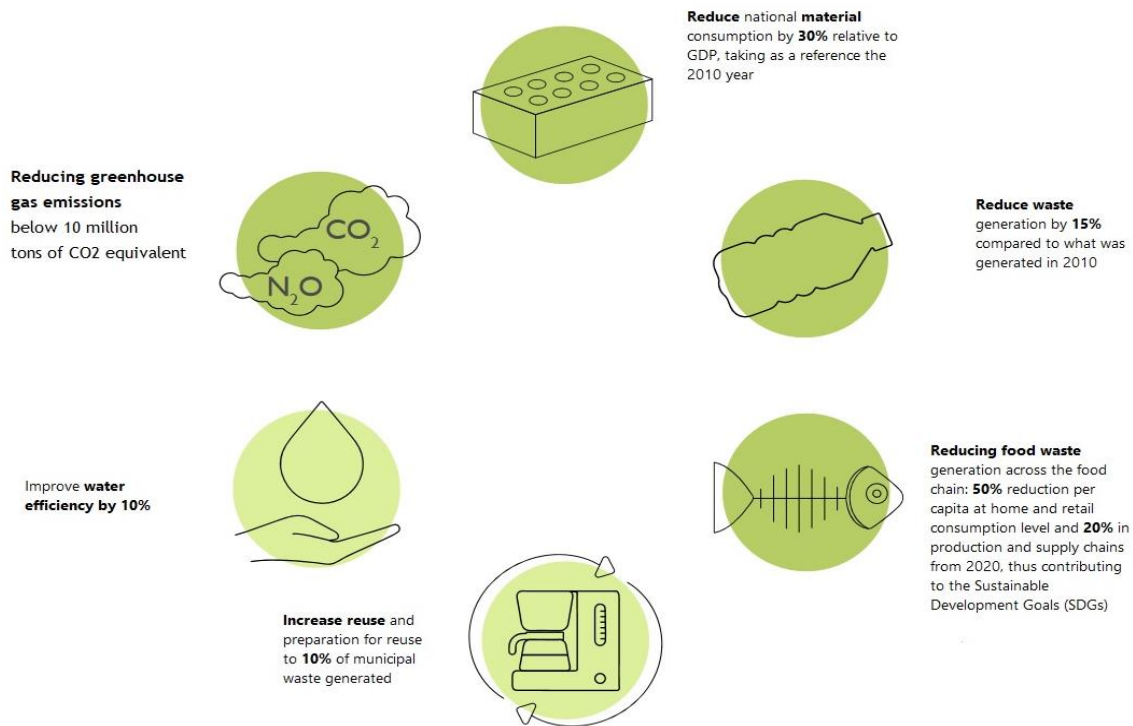 Reduce national material
consumption by 30% relative to
GDP, taking as a reference the
2010 year
Reducing greenhouse
gas emissions
below 10 million
tons of CO2 equivalent
CO2
N2O
Reduce waste
generation by 15%
compared to what was
generated in 2010
Improve water
efficiency by 10%
Reducing food waste
generation across the food
chain: 50% reduction per
capita at home and retail
consumption level and 20% in
production and supply chains
from 2020, thus contributing
to the Sustainable
Development Goals (SDGs)
Increase reuse and
preparation for reuse
to 10% of municipal
waste generated